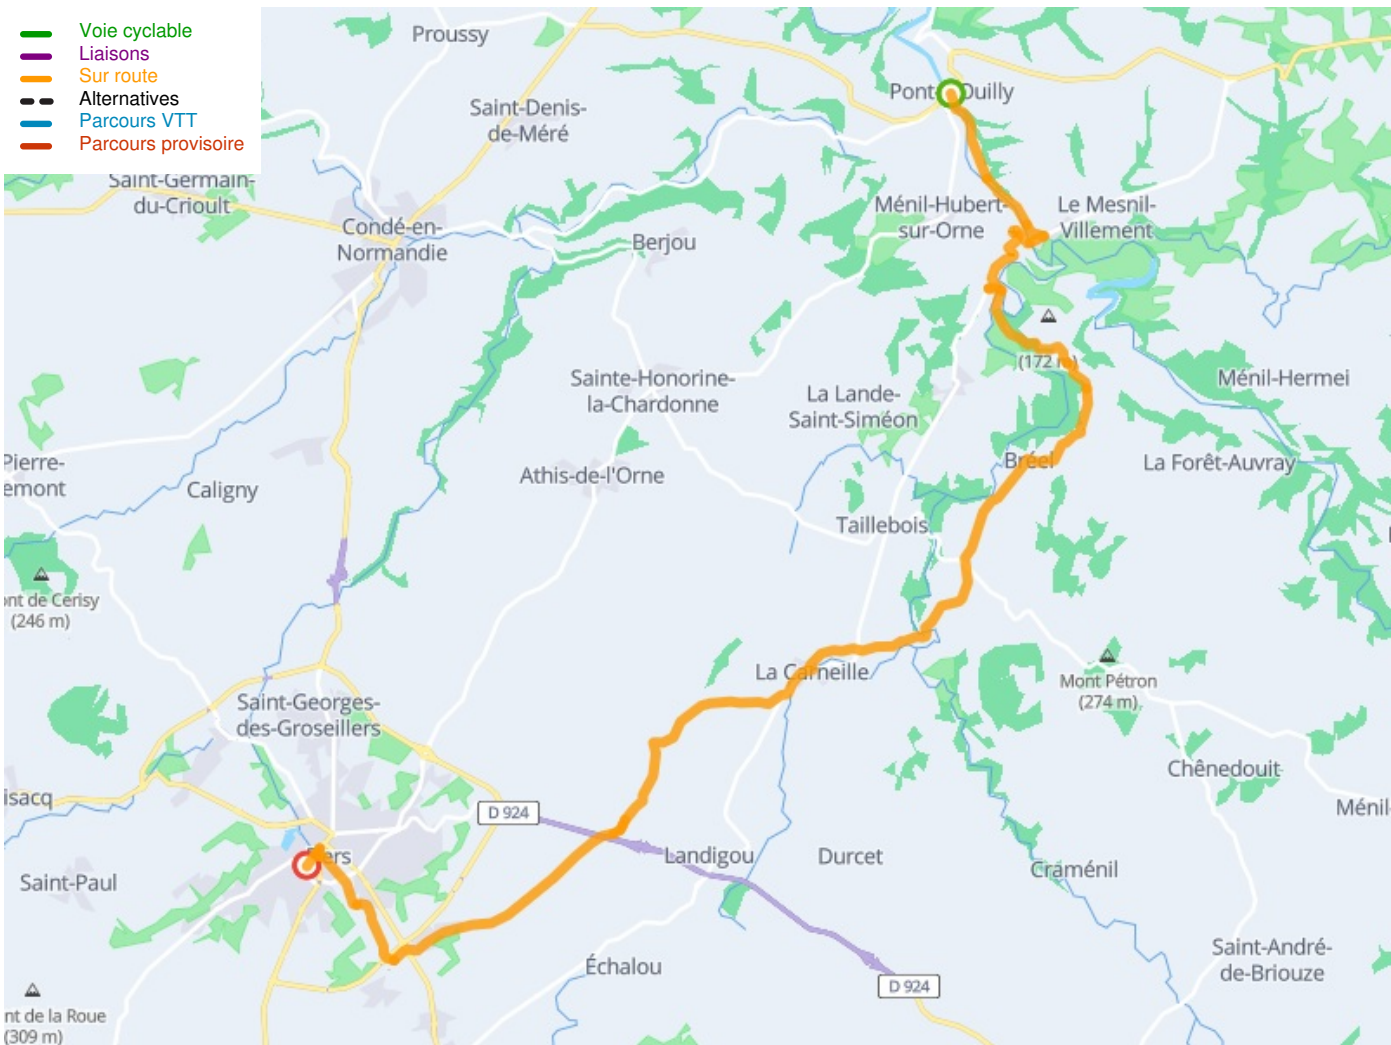 Voie cyclable
Liaisons
Sur route
Alternatives
Parcours VTT
Parcours provisoire
Proussy
Saint-Denis-
de-Méré
Saint-Germain-
du-Crioult
Condé-en-
Normandie
Berjou
Ménil-Hubert-
sur-Orne
Le Mesnil-
Villement
(172 m)
Sainte-Honorine-
la-Chardonne
La Lande-
Saint-Siméon
Ménil-Hermei
Pierre-
emont
Caligny
Athis-de-l'Orne
Bréel
La Forêt-Auvray
Taillebois
nt de Cerisy
(246 m)
La Carneille
Mont Pétron
(274 m)
Saint-Georges-
des-Groseillers
Chênedouit
isacq
D 924
Ménil-
Landigou
Durcet
Saint-Paul
Craménil
Échalou
Saint-André-
de-Briouze
D 924
nt de la Roue
(309 m)